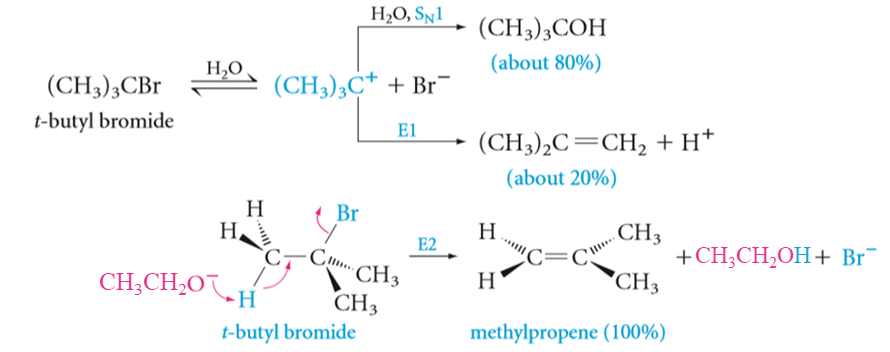 H₂O, Sɴ1
(CH₃)₃COH
(about 80%)
(CH₃)₃CBr
H₂O
(CH₃)₃C⁺ + Br⁻
t-butyl bromide
E1
(CH₃)₂C=CH₂ + H⁺
(about 20%)
H
H
Br
C–C
CH₃
CH₃
CH₃CH₂O⁻
H
t-butyl bromide
E2
H
H
C=C
CH₃
CH₃
+CH₃CH₂OH+ Br⁻
methylpropene (100%)